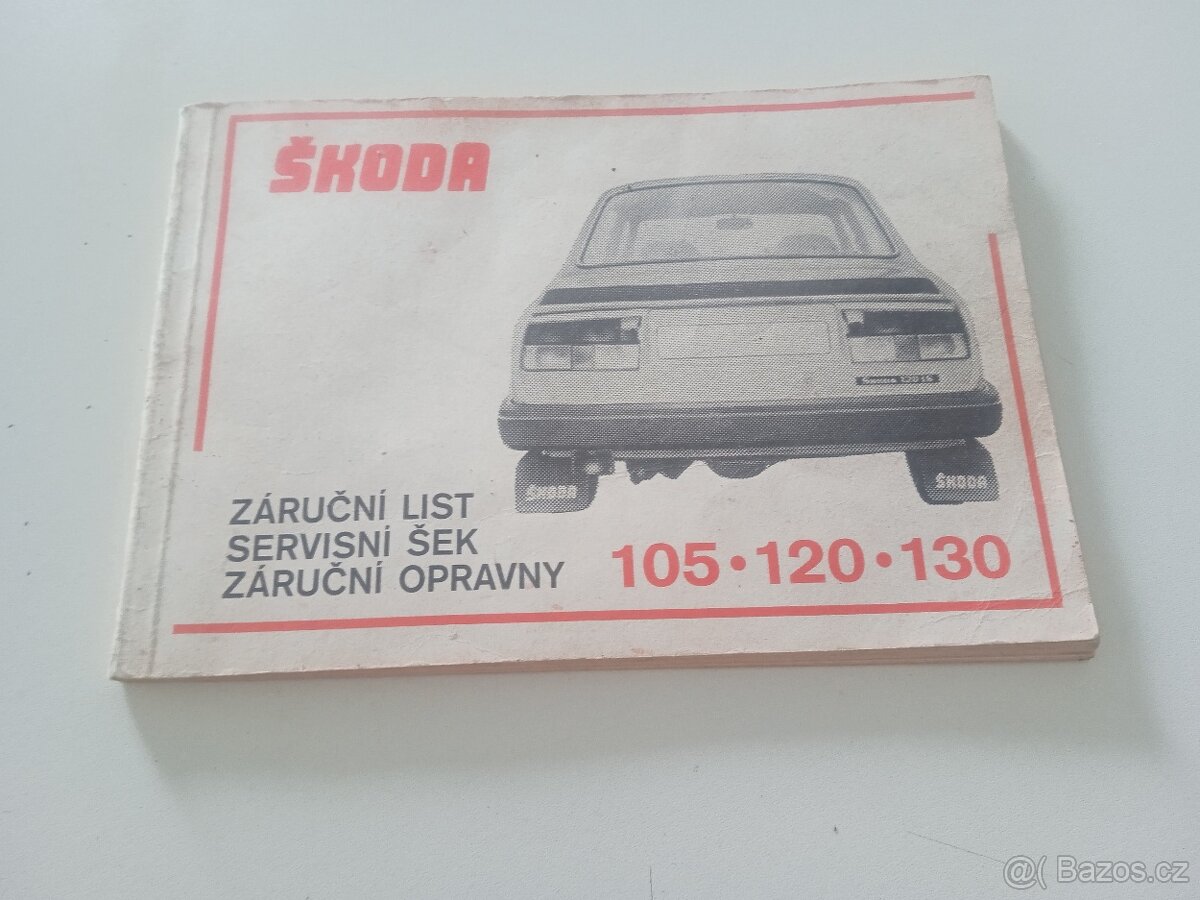 ŠKODA
ŠKODA
ŠKODA
ZÁRUČNÍ LIST
SERVISNÍ ŠEK
ZÁRUČNÍ OPRAVNY
105 • 120 • 130
@( Bazos.cz